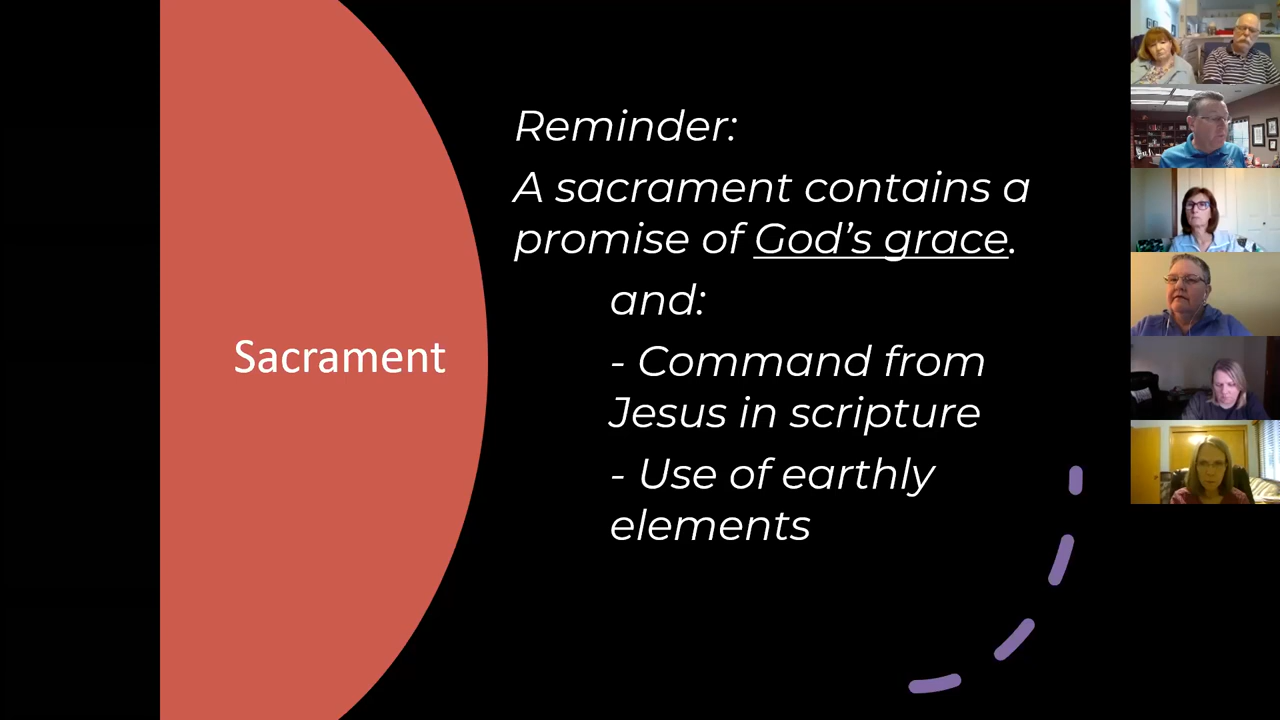 Sacrament
Reminder:
A sacrament contains a
promise of God's grace.
and:
- Command from
Jesus in scripture
- Use of earthly
elements